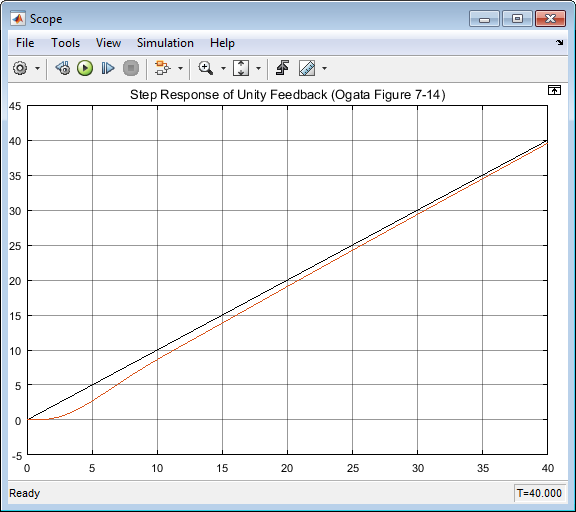 Scope
File Tools View Simulation Help
Step Response of Unity Feedback (Ogata Figure 7-14)
45
40
35
30
25
20
15
10
5
0
-5
0 5 10 15 20 25 30 35 40
Ready T=40.000